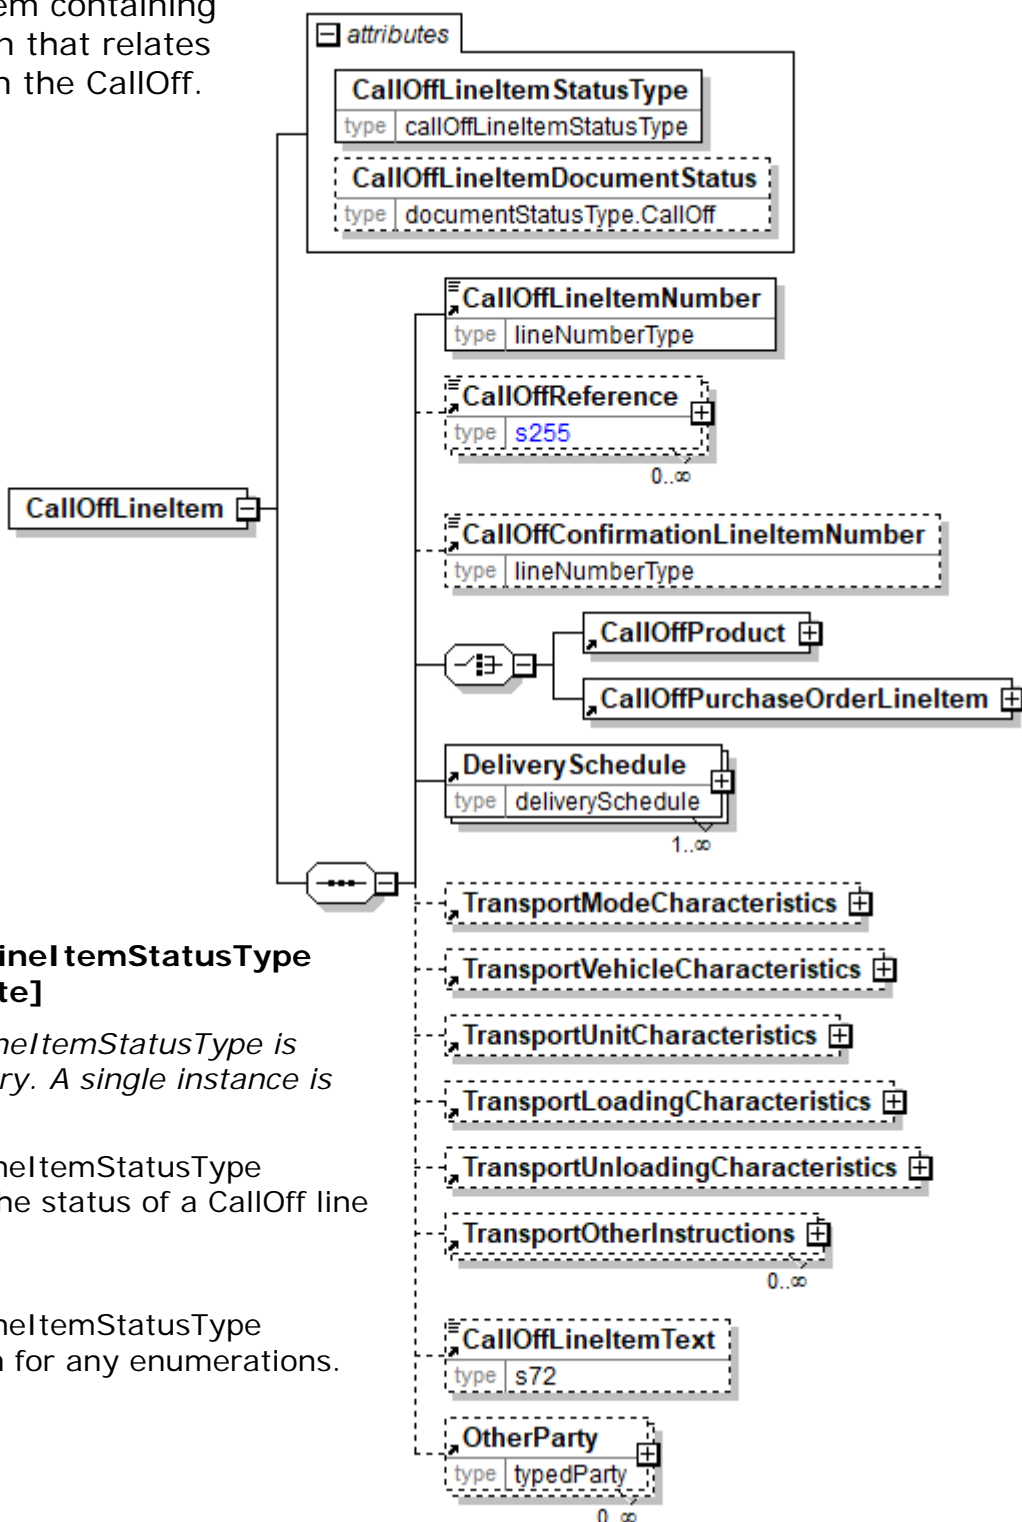 em containing
n that relates
n the CallOff.
attributes
CallOffLineItemStatusType
type callOffLineItemStatusType
CallOffLineItemDocumentStatus
type documentStatusType.CallOff
CallOffLineItemNumber
type lineNumberType
CallOffReference
type s255
0..∞
CallOffLineItem
CallOffConfirmationLineItemNumber
type lineNumberType
CallOffProduct
CallOffPurchaseOrderLineItem
DeliverySchedule
type deliverySchedule
1..∞
TransportModeCharacteristics
TransportVehicleCharacteristics
TransportUnitCharacteristics
TransportLoadingCharacteristics
TransportUnloadingCharacteristics
TransportOtherInstructions
0..∞
CallOffLineItemText
type s72
OtherParty
type typedParty
0..∞
ineItemStatusType
te]
neItemStatusType is
ry. A single instance is
neItemStatusType
he status of a CallOff line
neItemStatusType
n for any enumerations.